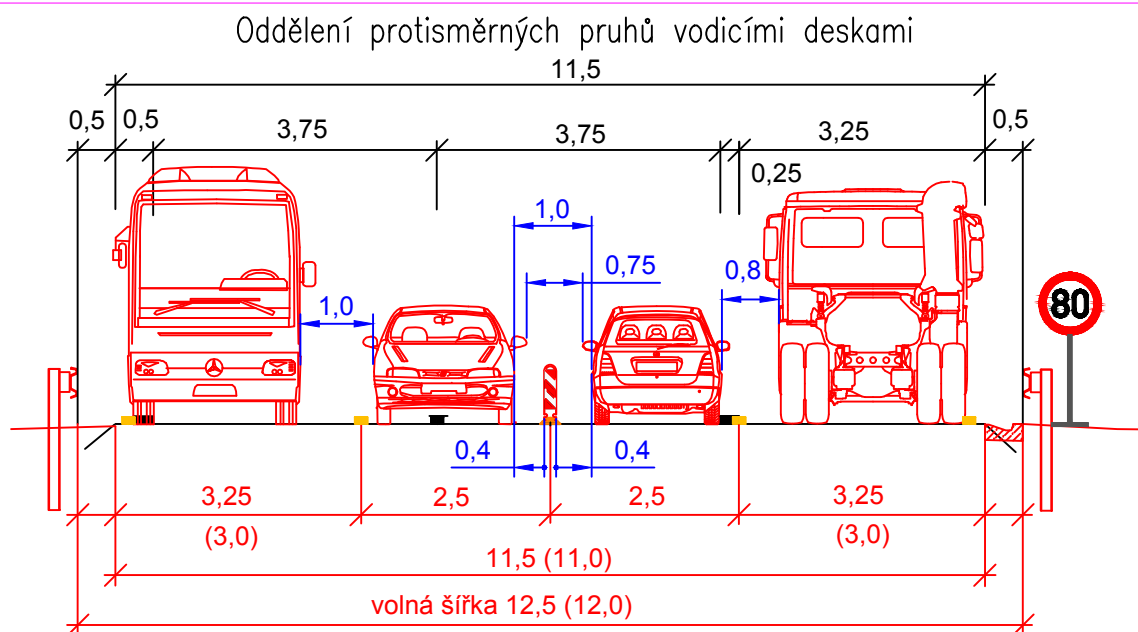 Oddělení protisměrných pruhů vodicími deskami
11,5
0,5 0,5 3,75 3,75 3,25 0,5
0,25
1,0
0,75 0,8
1,0
80
0,4 0,4
3,25 2,5 2,5 3,25
(3,0) (3,0)
11,5 (11,0)
volná šířka 12,5 (12,0)